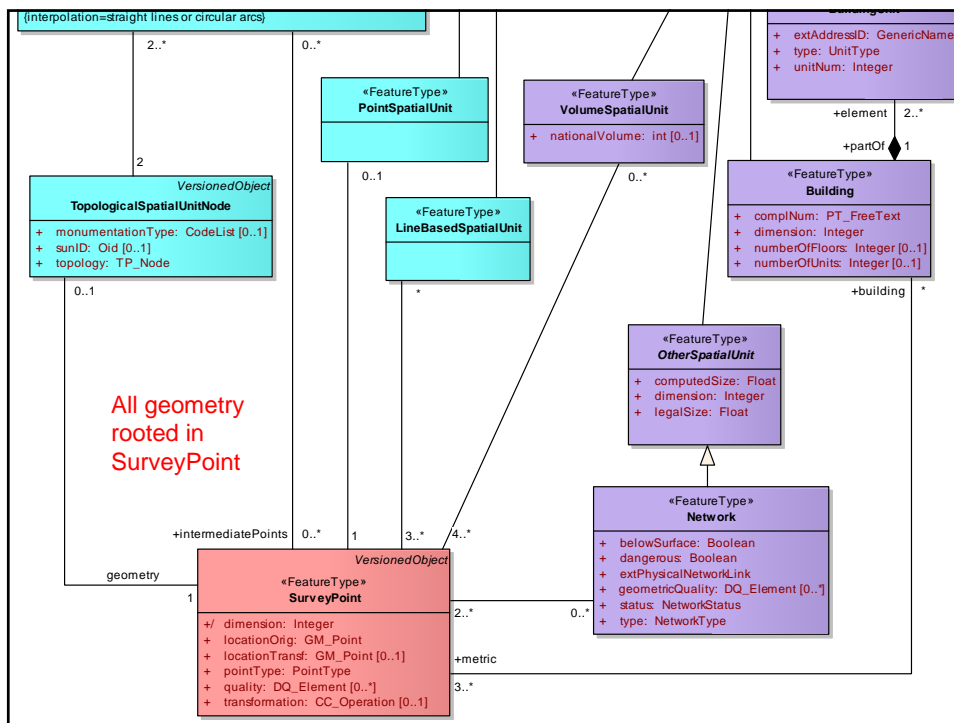 {interpolation=straight lines or circular arcs}
2..*
0..*
+ extAddressID: GenericName
+ type: UnitType
+ unitNum: Integer
«FeatureType»
PointSpatialUnit
«FeatureType»
VolumeSpatialUnit
+ nationalVolume: int [0..1]
+element
2..*
+partOf
1
2
0..1
0..*
VersionedObject
TopologicalSpatialUnitNode
+ monumentationType: CodeList [0..1]
+ sunID: Oid [0..1]
+ topology: TP_Node
«FeatureType»
LineBasedSpatialUnit
«FeatureType»
Building
+ complNum: PT_FreeText
+ dimension: Integer
+ numberOfFloors: Integer [0..1]
+ numberOfUnits: Integer [0..1]
0..1
*
+building
*
«FeatureType»
OtherSpatialUnit
+ computedSize: Float
+ dimension: Integer
+ legalSize: Float
All geometry
rooted in
SurveyPoint
«FeatureType»
Network
+ belowSurface: Boolean
+ dangerous: Boolean
+ extPhysicalNetworkLink
+ geometricQuality: DQ_Element [0..*]
+ status: NetworkStatus
+ type: NetworkType
+intermediatePoints
0..*
1
3..*
4..*
geometry
1
VersionedObject
«FeatureType»
SurveyPoint
+/ dimension: Integer
+ locationOrig: GM_Point
+ locationTransf: GM_Point [0..1]
+ pointType: PointType
+ quality: DQ_Element [0..*]
+ transformation: CC_Operation [0..1]
2..*
0..*
+metric
3..*